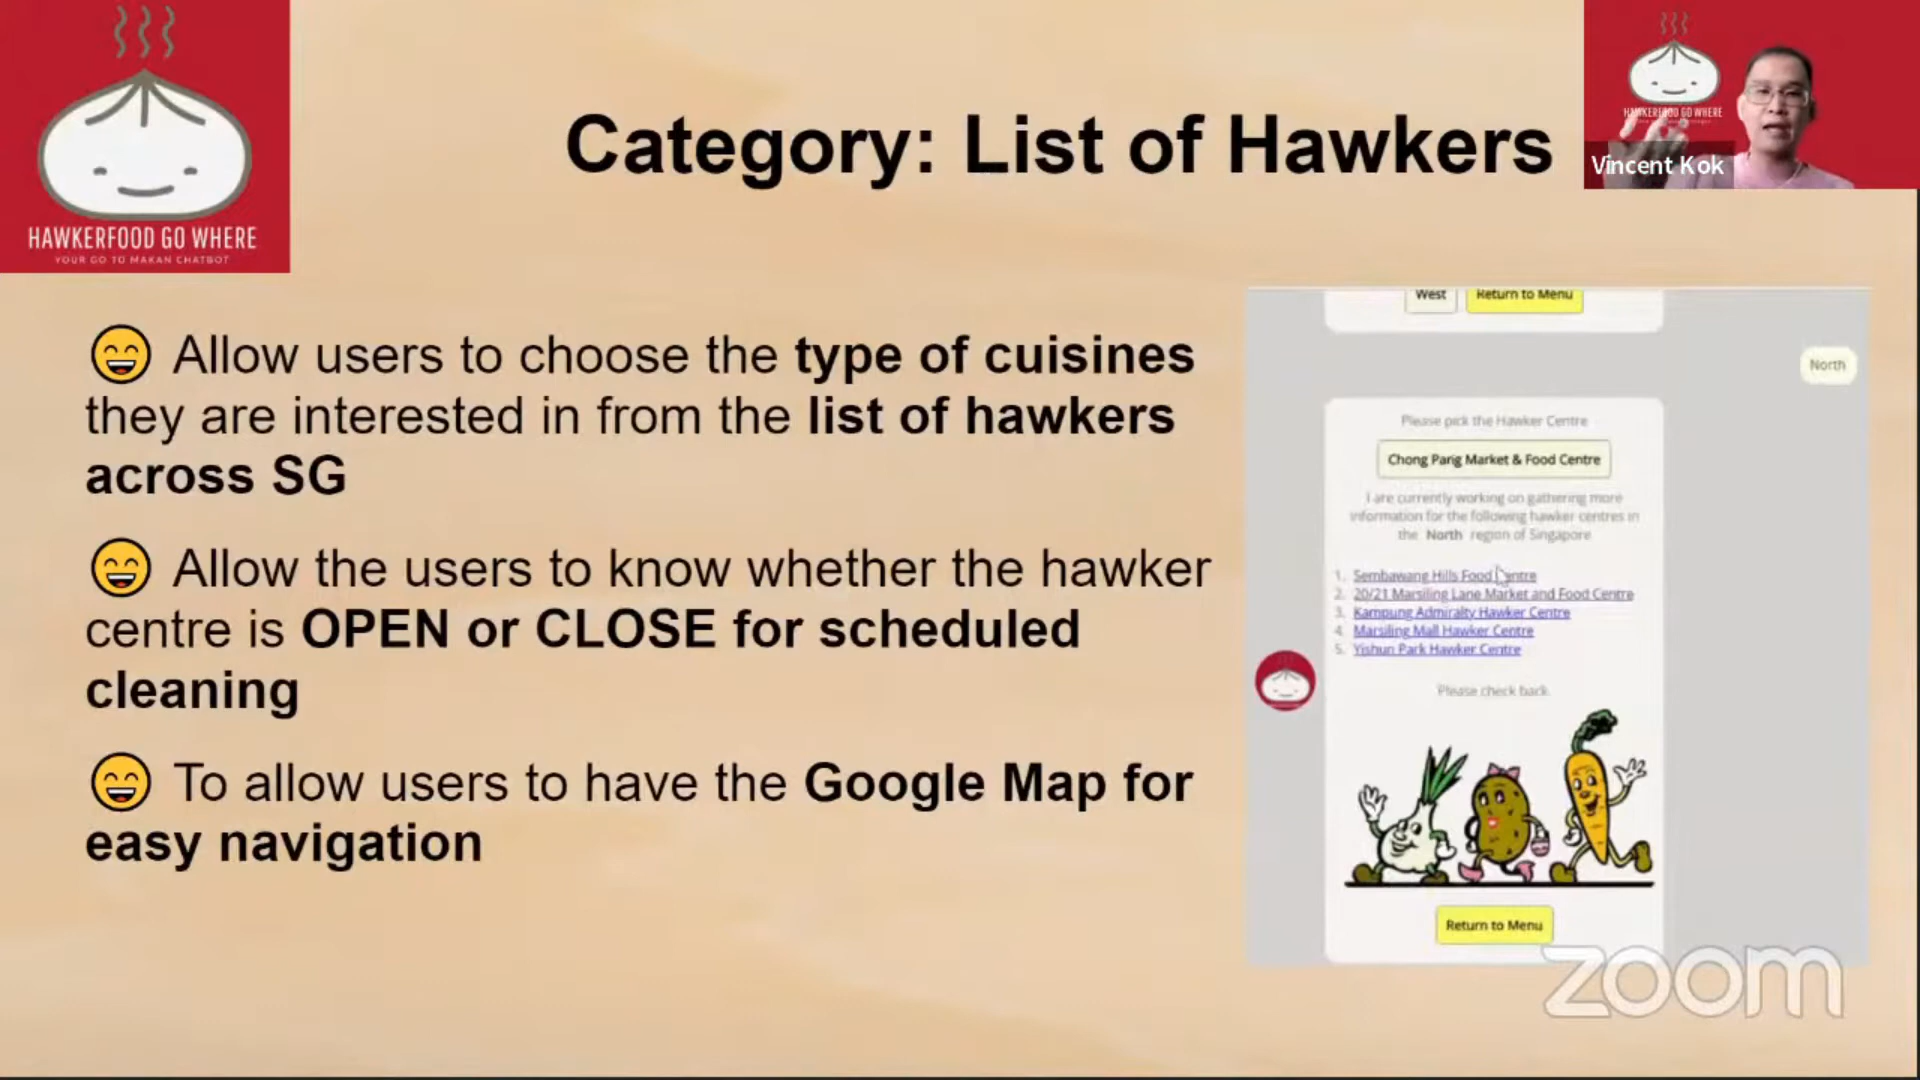 HAWKERFOOD GO WHERE
YOUR GO TO MAKAN CHATBOT
Category: List of Hawkers
HAWKERFOOD GO WHERE
Vincent Kok
Allow users to choose the type of cuisines
they are interested in from the list of hawkers
across SG
Allow the users to know whether the hawker
centre is OPEN or CLOSE for scheduled
cleaning
To allow users to have the Google Map for
easy navigation
West
Return to Menu
North
Please pick the Hawker Centre
Chong Pang Market & Food Centre
I are currently working on gathering more
information for the following hawker centres in
the North region of Singapore
1. Sembawang Hills Food Centre
2. 20/21 Marsiling Lane Market and Food Centre
3. Kampung Admiralty Hawker Centre
4. Marsiling Mall Hawker Centre
5. Yishun Park Hawker Centre
Please check back.
Return to Menu
zoom